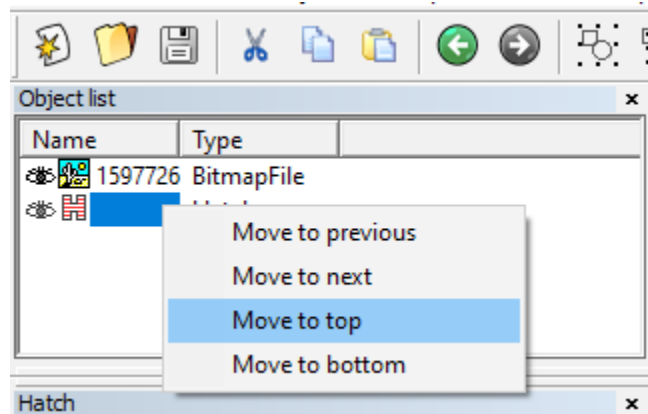 Object list
Name Type
1597726 BitmapFile
Move to previous
Move to next
Move to top
Move to bottom
Hatch